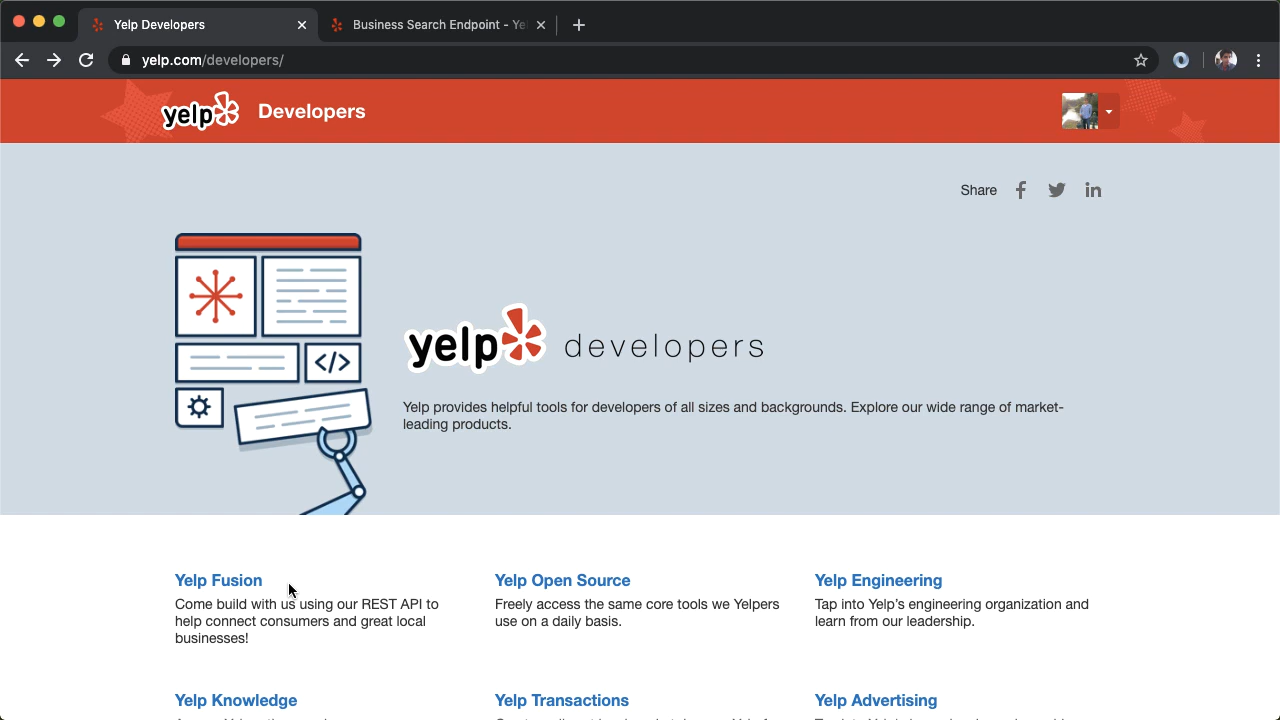 Yelp Developers
Business Search Endpoint - Ye
yelp.com/developers/
yelp Developers
Share
</>
yelp developers
Yelp provides helpful tools for developers of all sizes and backgrounds. Explore our wide range of market-
leading products.
Yelp Fusion
Come build with us using our REST API to
help connect consumers and great local
businesses!
Yelp Open Source
Freely access the same core tools we Yelpers
use on a daily basis.
Yelp Engineering
Tap into Yelp's engineering organization and
learn from our leadership.
Yelp Knowledge
Yelp Transactions
Yelp Advertising